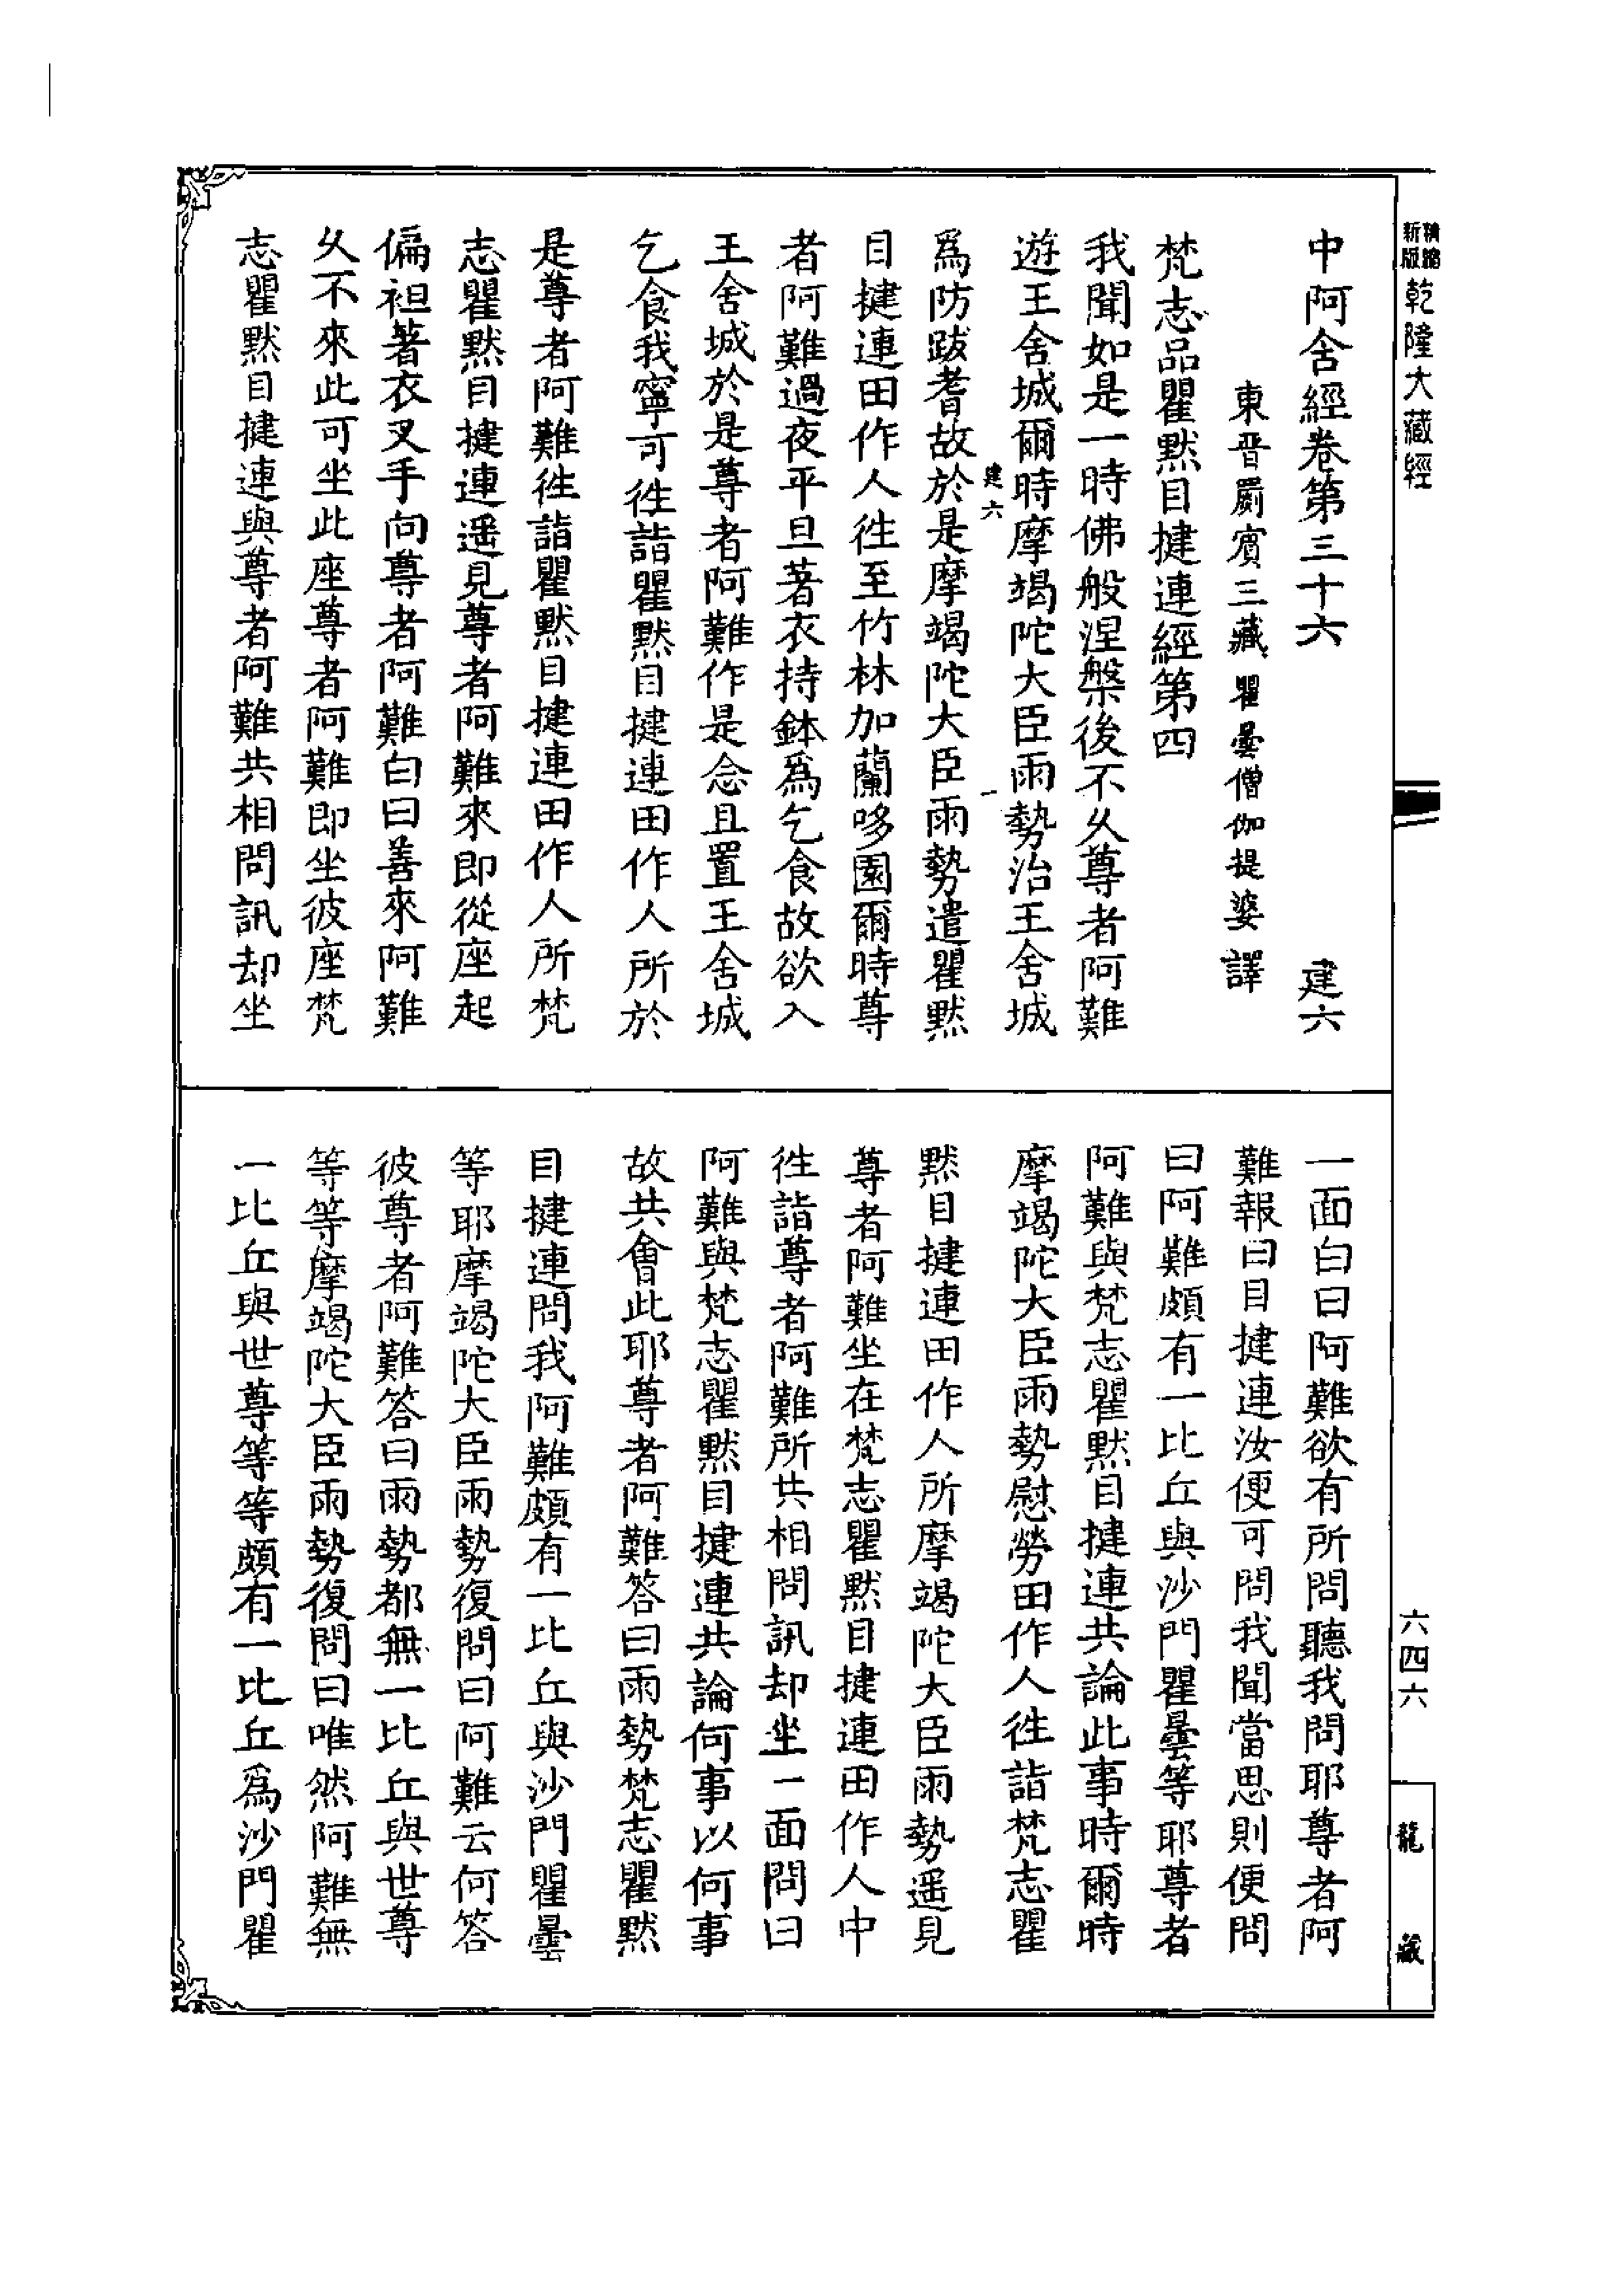 精縮
新版
乾隆大藏經
六四六
龍藏
中阿含經卷第三十六 建六
東晉罽賓三藏瞿曇僧伽提婆譯
梵志品瞿默目揵連經第四
我聞如是一時佛般涅槃後不久尊者阿難
遊王舍城爾時摩竭陀大臣雨勢治王舍城
建六 一
爲防跋耆故於是摩竭陀大臣雨勢遣瞿默
目揵連田作人往至竹林加蘭哆園爾時尊
者阿難過夜平旦著衣持鉢爲乞食故欲入
王舍城於是尊者阿難作是念且置王舍城
乞食我寧可往詣瞿默目揵連田作人所於
是尊者阿難往詣瞿默目揵連田作人所梵
志瞿默目揵連遥見尊者阿難來即從座起
偏袒著衣叉手向尊者阿難白曰善來阿難
久不來此可坐此座尊者阿難即坐彼座梵
志瞿默目揵連與尊者阿難共相問訊却坐
一面白曰阿難欲有所問聽我問耶尊者阿
難報曰目揵連汝便可問我聞當思則便問
曰阿難頗有一比丘與沙門瞿曇等耶尊者
阿難與梵志瞿默目揵連共論此事時爾時
摩竭陀大臣雨勢慰勞田作人往詣梵志瞿
默目揵連田作人所摩竭陀大臣雨勢遥見
尊者阿難坐在梵志瞿默目揵連田作人中
往詣尊者阿難所共相問訊却坐一面問曰
阿難與梵志瞿默目揵連共論何事以何事
故共會此耶尊者阿難答曰雨勢梵志瞿默
目揵連問我阿難頗有一比丘與沙門瞿曇
等耶摩竭陀大臣雨勢復問曰阿難云何答
彼尊者阿難答曰雨勢都無一比丘與世尊
等等摩竭陀大臣雨勢復問曰唯然阿難無
一比丘與世尊等等頗有一比丘爲沙門瞿